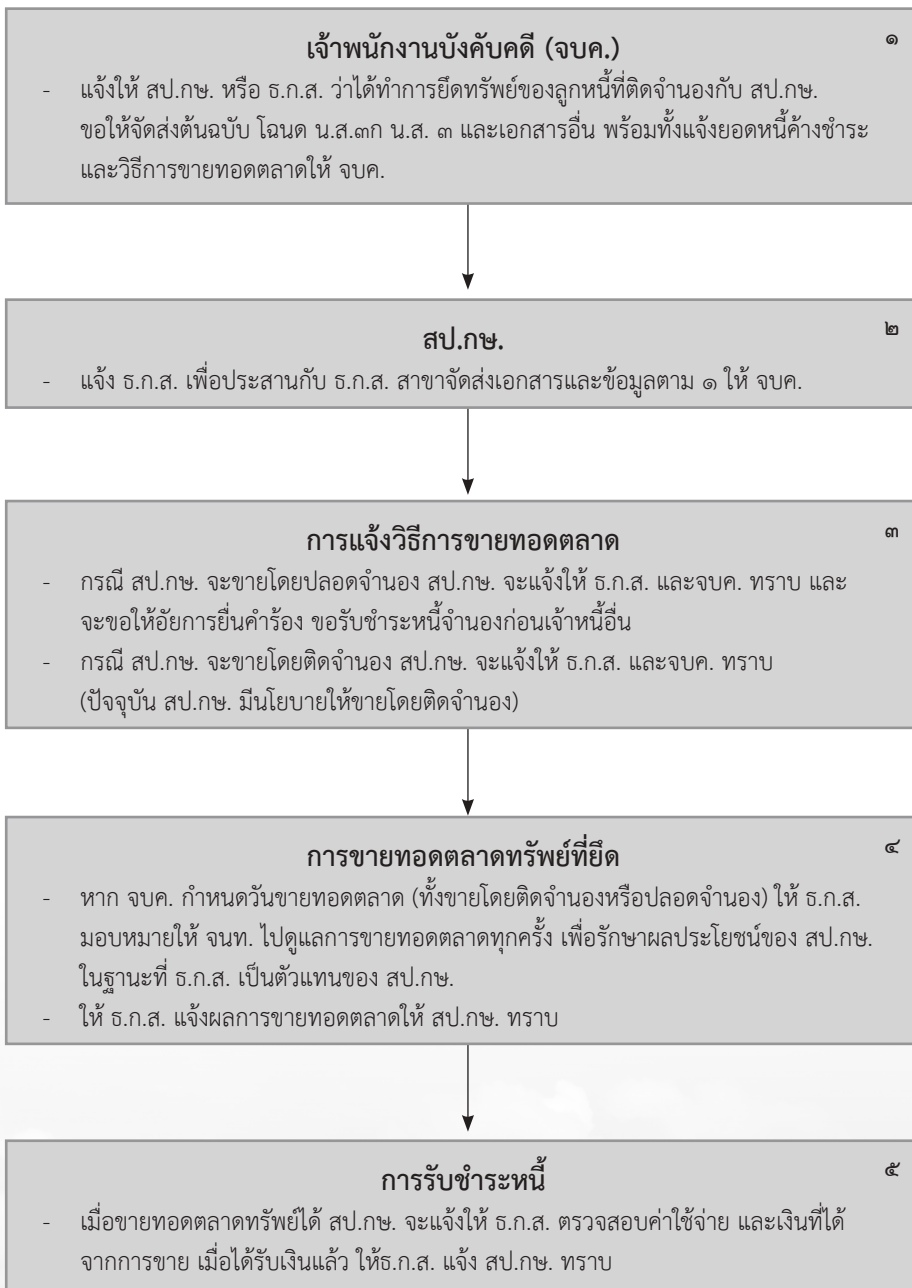 ๑
เจ้าพนักงานบังคับคดี (จบค.)
- แจ้งให้ สป.กษ. หรือ ธ.ก.ส. ว่าได้ทำการยึดทรัพย์ของลูกหนี้ที่ติดจำนองกับ สป.กษ.
ขอให้จัดส่งต้นฉบับ โฉนด น.ส.๓ก น.ส. ๓ และเอกสารอื่น พร้อมทั้งแจ้งยอดหนี้ค้างชำระ
และวิธีการขายทอดตลาดให้ จบค.
๒
สป.กษ.
- แจ้ง ธ.ก.ส. เพื่อประสานกับ ธ.ก.ส. สาขาจัดส่งเอกสารและข้อมูลตาม ๑ ให้ จบค.
๓
การแจ้งวิธีการขายทอดตลาด
- กรณี สป.กษ. จะขายโดยปลอดจำนอง สป.กษ. จะแจ้งให้ ธ.ก.ส. และจบค. ทราบ และ
จะขอให้อัยการยื่นคำร้อง ขอรับชำระหนี้จำนองก่อนเจ้าหนี้อื่น
- กรณี สป.กษ. จะขายโดยติดจำนอง สป.กษ. จะแจ้งให้ ธ.ก.ส. และจบค. ทราบ
(ปัจจุบัน สป.กษ. มีนโยบายให้ขายโดยติดจำนอง)
๔
การขายทอดตลาดทรัพย์ที่ยึด
- หาก จบค. กำหนดวันขายทอดตลาด (ทั้งขายโดยติดจำนองหรือปลอดจำนอง) ให้ ธ.ก.ส.
มอบหมายให้ จนท. ไปดูแลการขายทอดตลาดทุกครั้ง เพื่อรักษาผลประโยชน์ของ สป.กษ.
ในฐานะที่ ธ.ก.ส. เป็นตัวแทนของ สป.กษ.
- ให้ ธ.ก.ส. แจ้งผลการขายทอดตลาดให้ สป.กษ. ทราบ
๕
การรับชำระหนี้
- เมื่อขายทอดตลาดทรัพย์ได้ สป.กษ. จะแจ้งให้ ธ.ก.ส. ตรวจสอบค่าใช้จ่าย และเงินที่ได้
จากการขาย เมื่อได้รับเงินแล้ว ให้ธ.ก.ส. แจ้ง สป.กษ. ทราบ